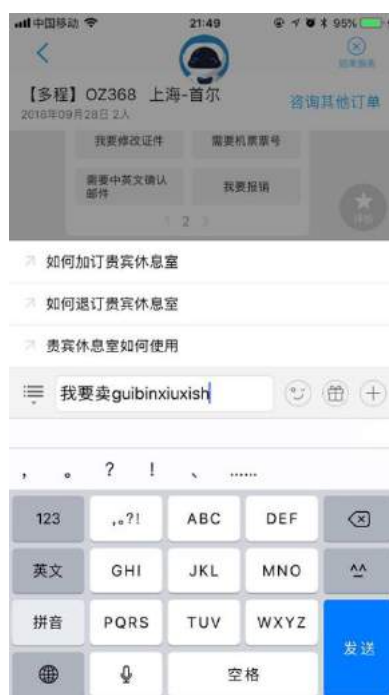 中国移动 21:49 95%
结束服务
【多程】OZ368 上海-首尔
2018年09月28日 2人
咨询其他订单
我要修改证件 需要机票票号
需要中英文确认邮件 我要报销
1 2
如何加订贵宾休息室
如何退订贵宾休息室
贵宾休息室如何使用
我要卖guibinxiuxish
, 。 ? ! 、 ……
123 ,。?! ABC DEF
英文 GHI JKL MNO ^^
拼音 PQRS TUV WXYZ 发送
空格